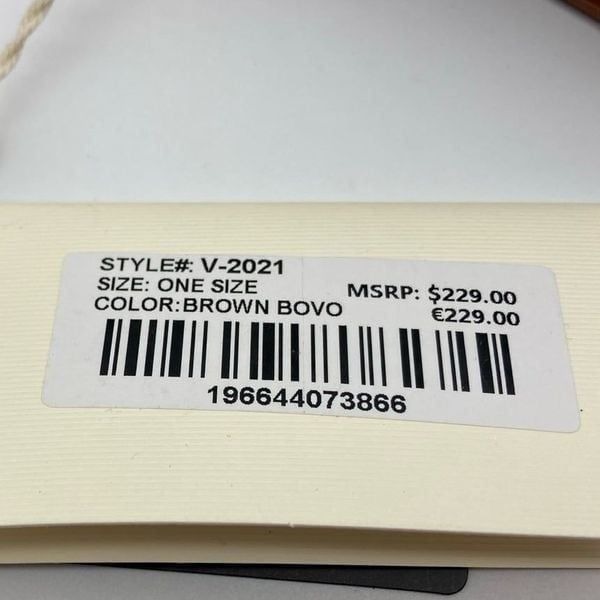 STYLE#: V-2021
SIZE: ONE SIZE
COLOR:BROWN BOVO
MSRP: $229.00
€229.00
196644073866